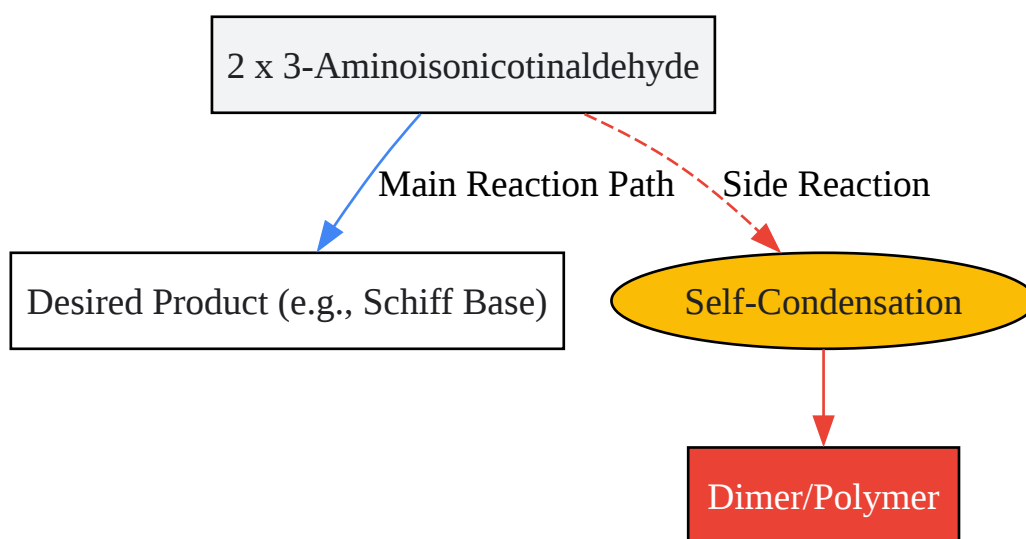 2 x 3-Aminoisonicotinaldehyde
Main Reaction Path
Side Reaction
Desired Product (e.g., Schiff Base)
Self-Condensation
Dimer/Polymer